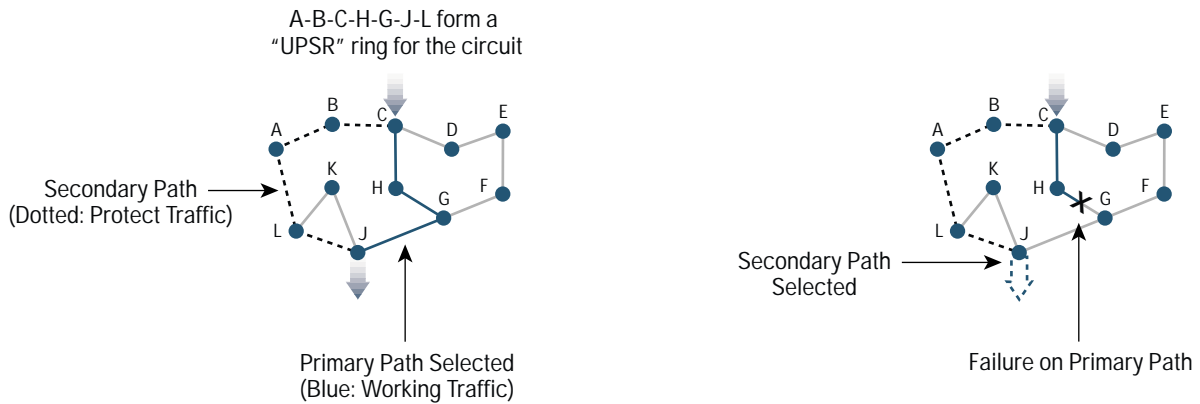 A-B-C-H-G-J-L form a
“UPSR” ring for the circuit
B
C
E
A
D
K
H
F
G
L
J
Secondary Path
(Dotted: Protect Traffic)
Primary Path Selected
(Blue: Working Traffic)
B
C
E
A
D
K
H
F
G
L
J
X
Secondary Path
Selected
Failure on Primary Path